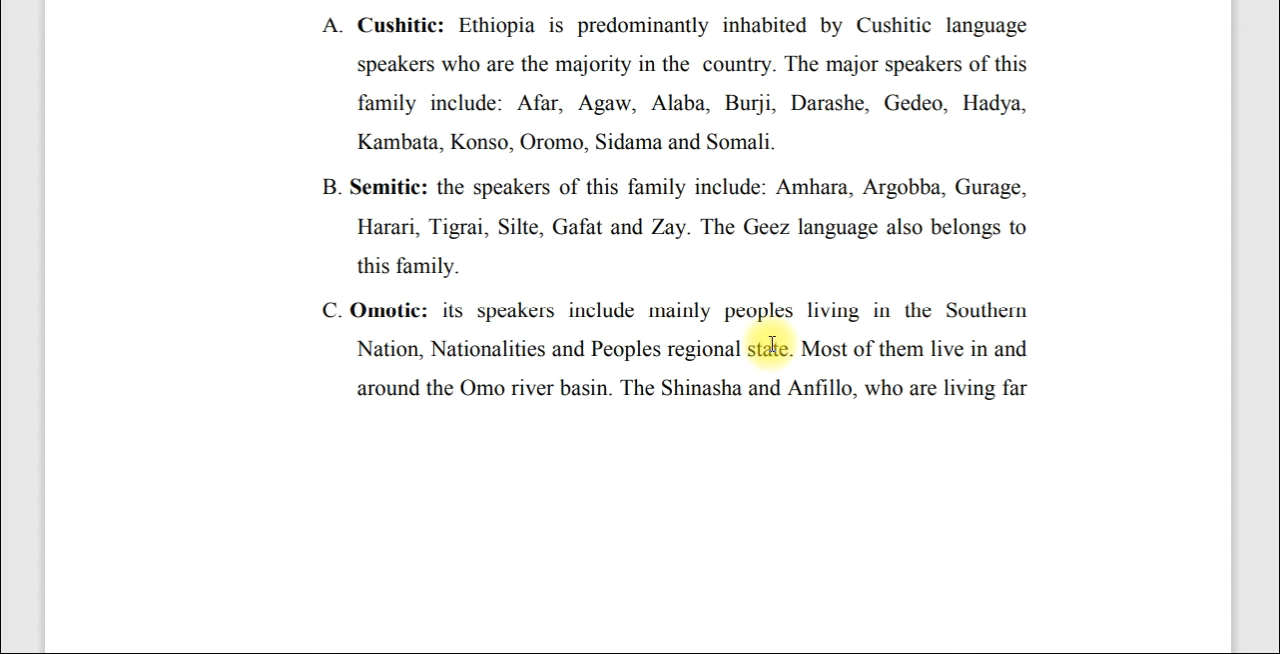 A. Cushitic: Ethiopia is predominantly inhabited by Cushitic language
speakers who are the majority in the country. The major speakers of this
family include: Afar, Agaw, Alaba, Burji, Darashe, Gedeo, Hadya,
Kambata, Konso, Oromo, Sidama and Somali.
B. Semitic: the speakers of this family include: Amhara, Argobba, Gurage,
Harari, Tigrai, Silte, Gafat and Zay. The Geez language also belongs to
this family.
C. Omotic: its speakers include mainly peoples living in the Southern
Nation, Nationalities and Peoples regional state. Most of them live in and
around the Omo river basin. The Shinasha and Anfillo, who are living far